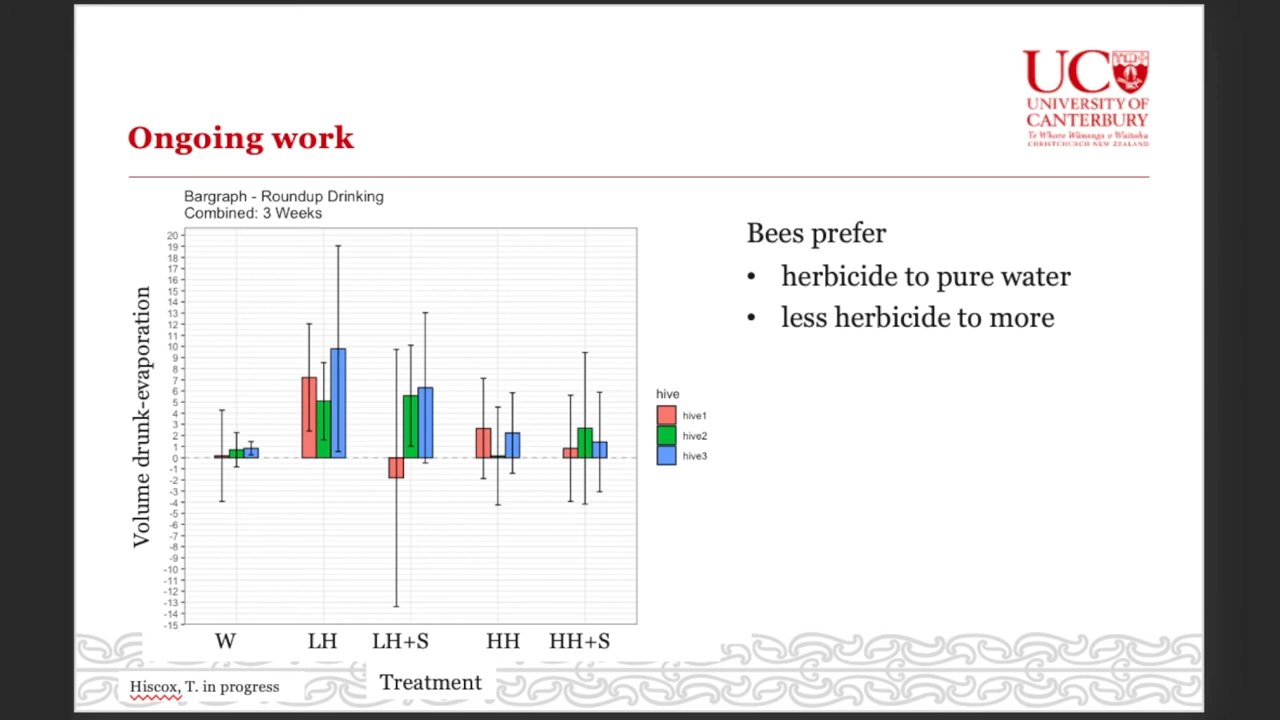 UC
UNIVERSITY OF
CANTERBURY
Te Whare Wānanga o Waitaha
CHRISTCHURCH NEW ZEALAND
Ongoing work
Bargraph - Roundup Drinking
Combined: 3 Weeks
Volume drunk-evaporation
20
19
18
17
16
15
14
13
12
11
10
9
8
7
6
5
4
3
2
1
0
-1
-2
-3
-4
-5
-6
-7
-8
-9
-10
-11
-12
-13
-14
-15
W LH LH+S HH HH+S
Treatment
hive
hive1
hive2
hive3
Bees prefer
• herbicide to pure water
• less herbicide to more
Hiscox, T. in progress